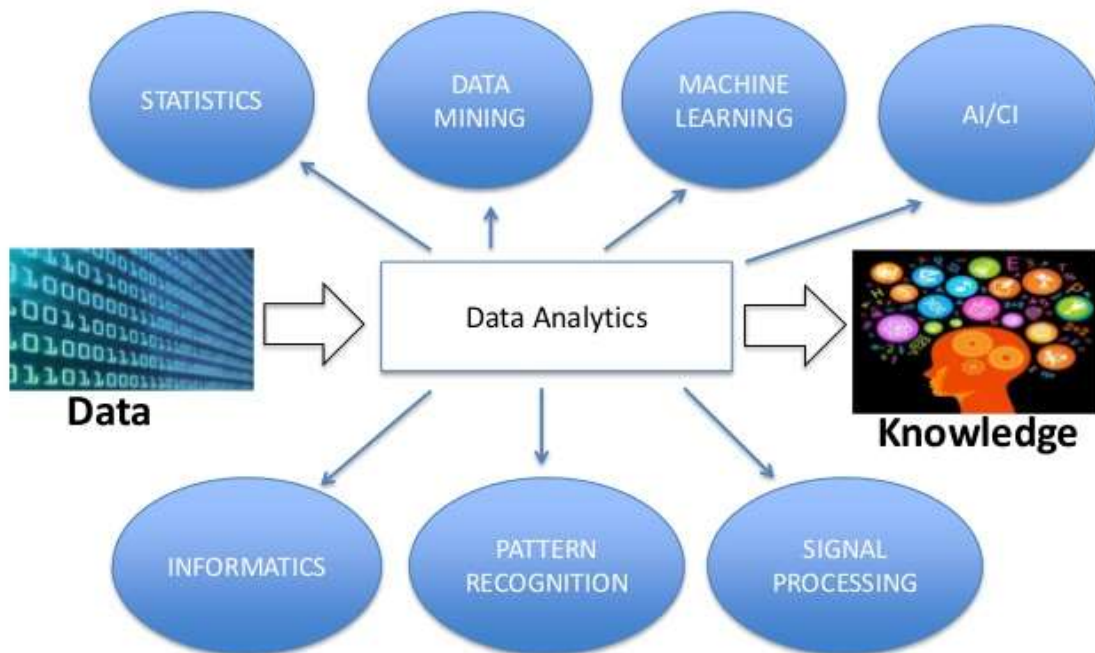 STATISTICS
DATA
MINING
MACHINE
LEARNING
AI/CI
Data Analytics
Data
Knowledge
INFORMATICS
PATTERN
RECOGNITION
SIGNAL
PROCESSING